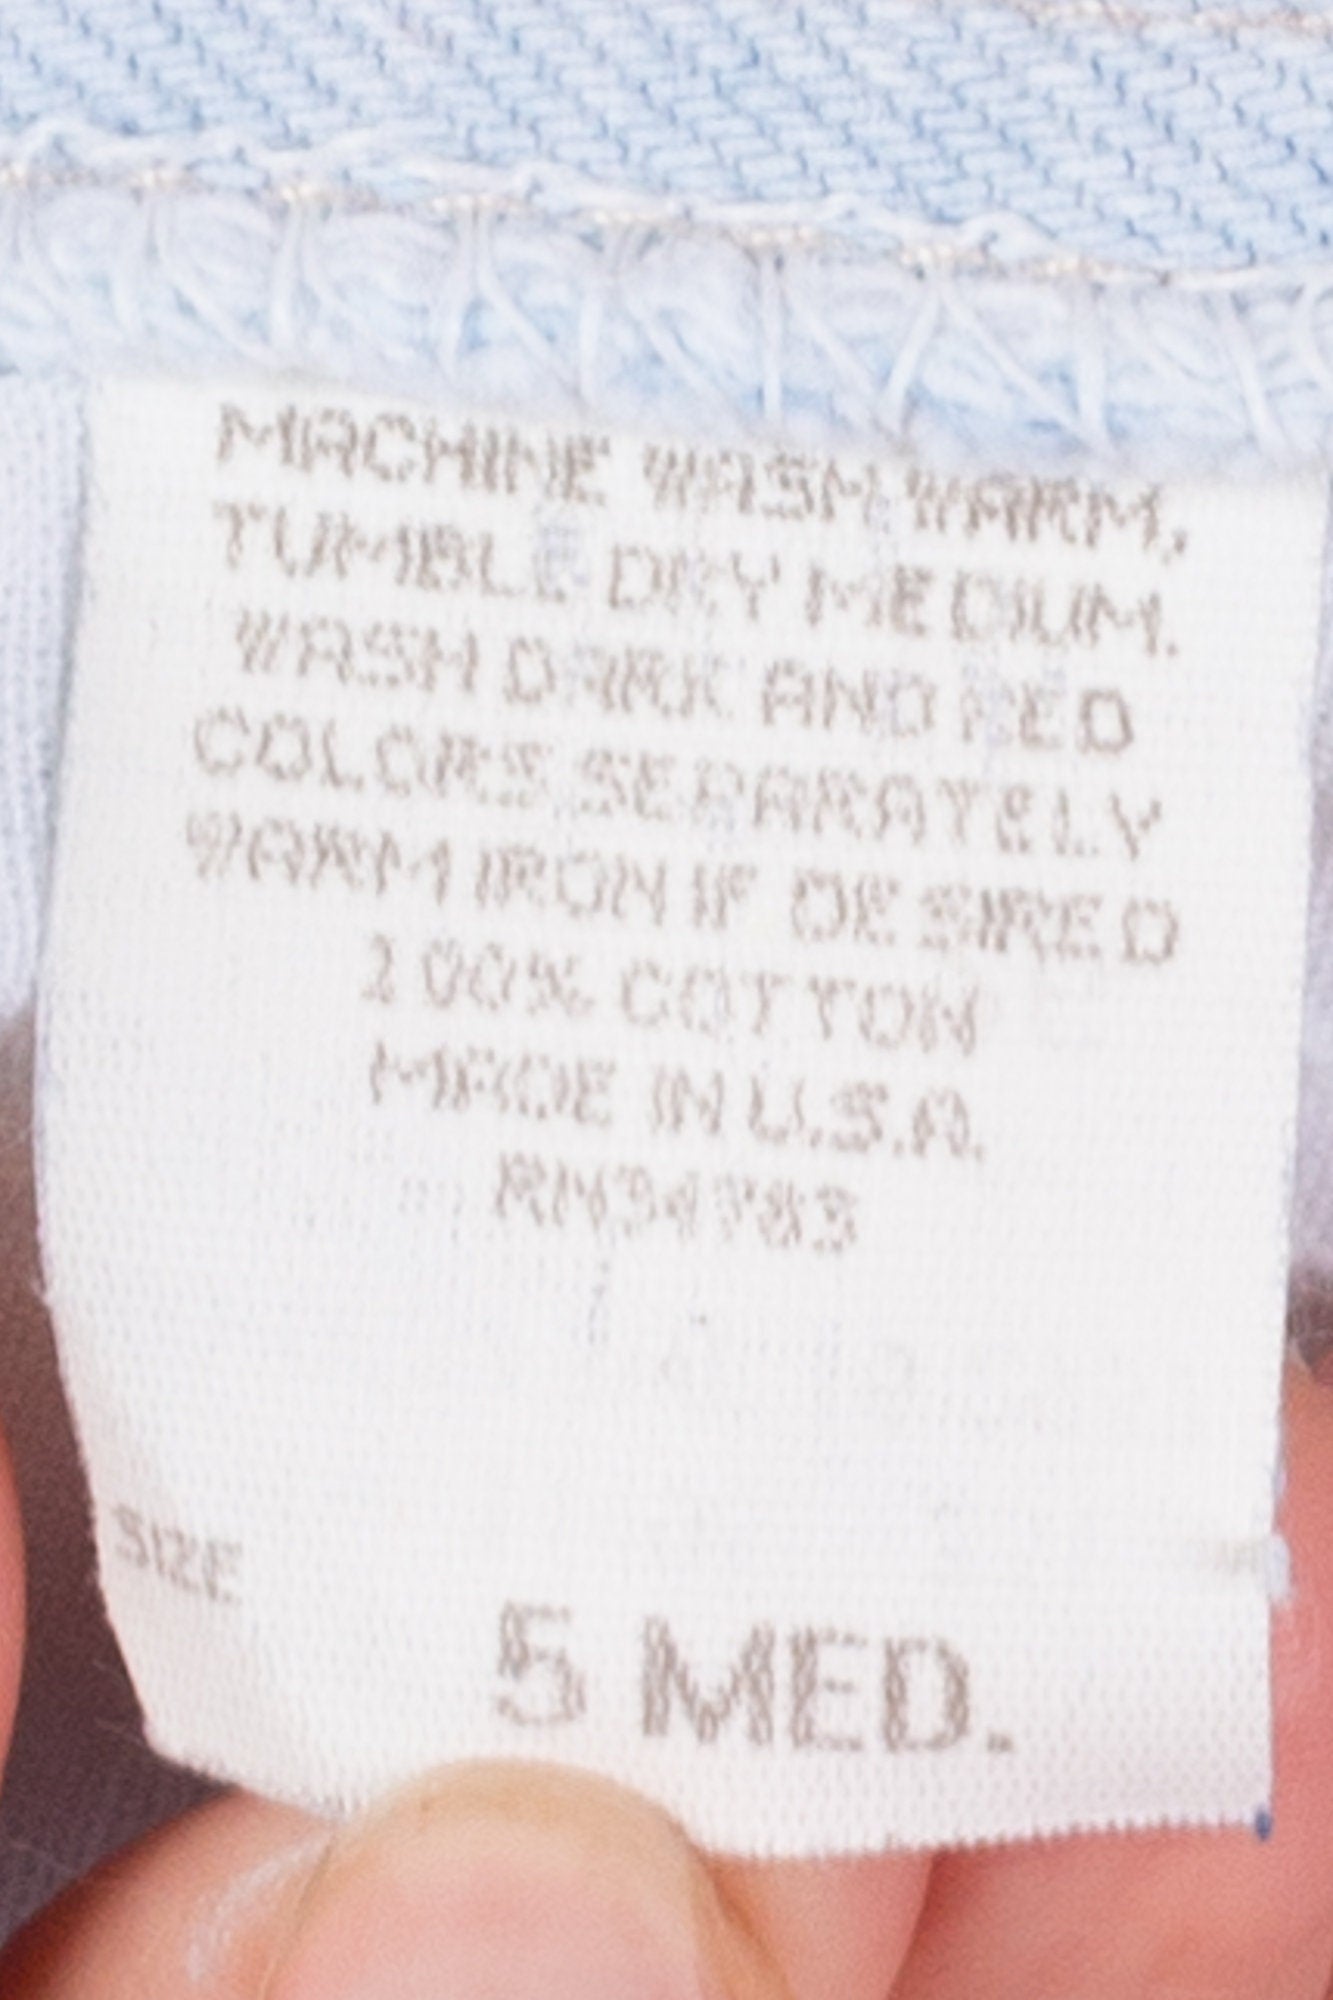 MACHINE WASH WARM,
TUMBLE DRY MEDIUM.
WASH DARK AND RED
COLORS SEPARATELY
WARM IRON IF DESIRED
100% COTTON
MADE IN U.S.A.
SIZE
5 MED.